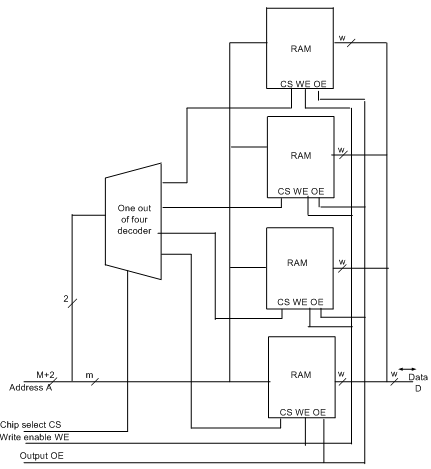 w
RAM
CS WE OE
w
RAM
CS WE OE
One out
of four
decoder
w
RAM
CS WE OE
2
w
RAM
CS WE OE
M+2
m
w
Address A
Data
D
Chip select CS
Write enable WE
Output OE